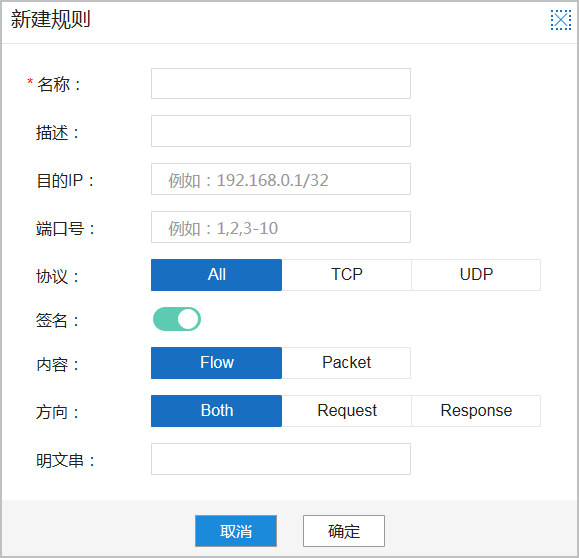 新建规则
* 名称：
描述：
目的IP： 例如：192.168.0.1/32
端口号： 例如：1,2,3-10
协议： All TCP UDP
签名：
内容： Flow Packet
方向： Both Request Response
明文串：
取消 确定